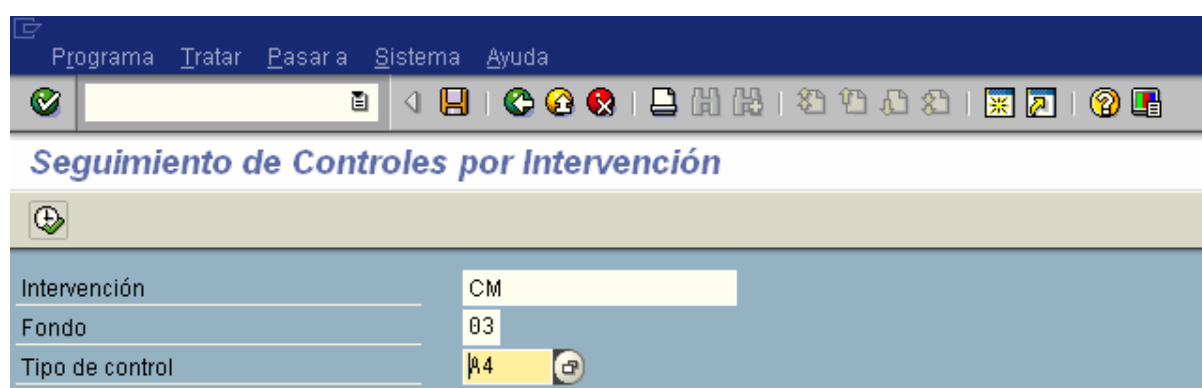 Programa Tratar Pasar a Sistema Ayuda
Seguimiento de Controles por Intervención
Intervención CM
Fondo 03
Tipo de control A4